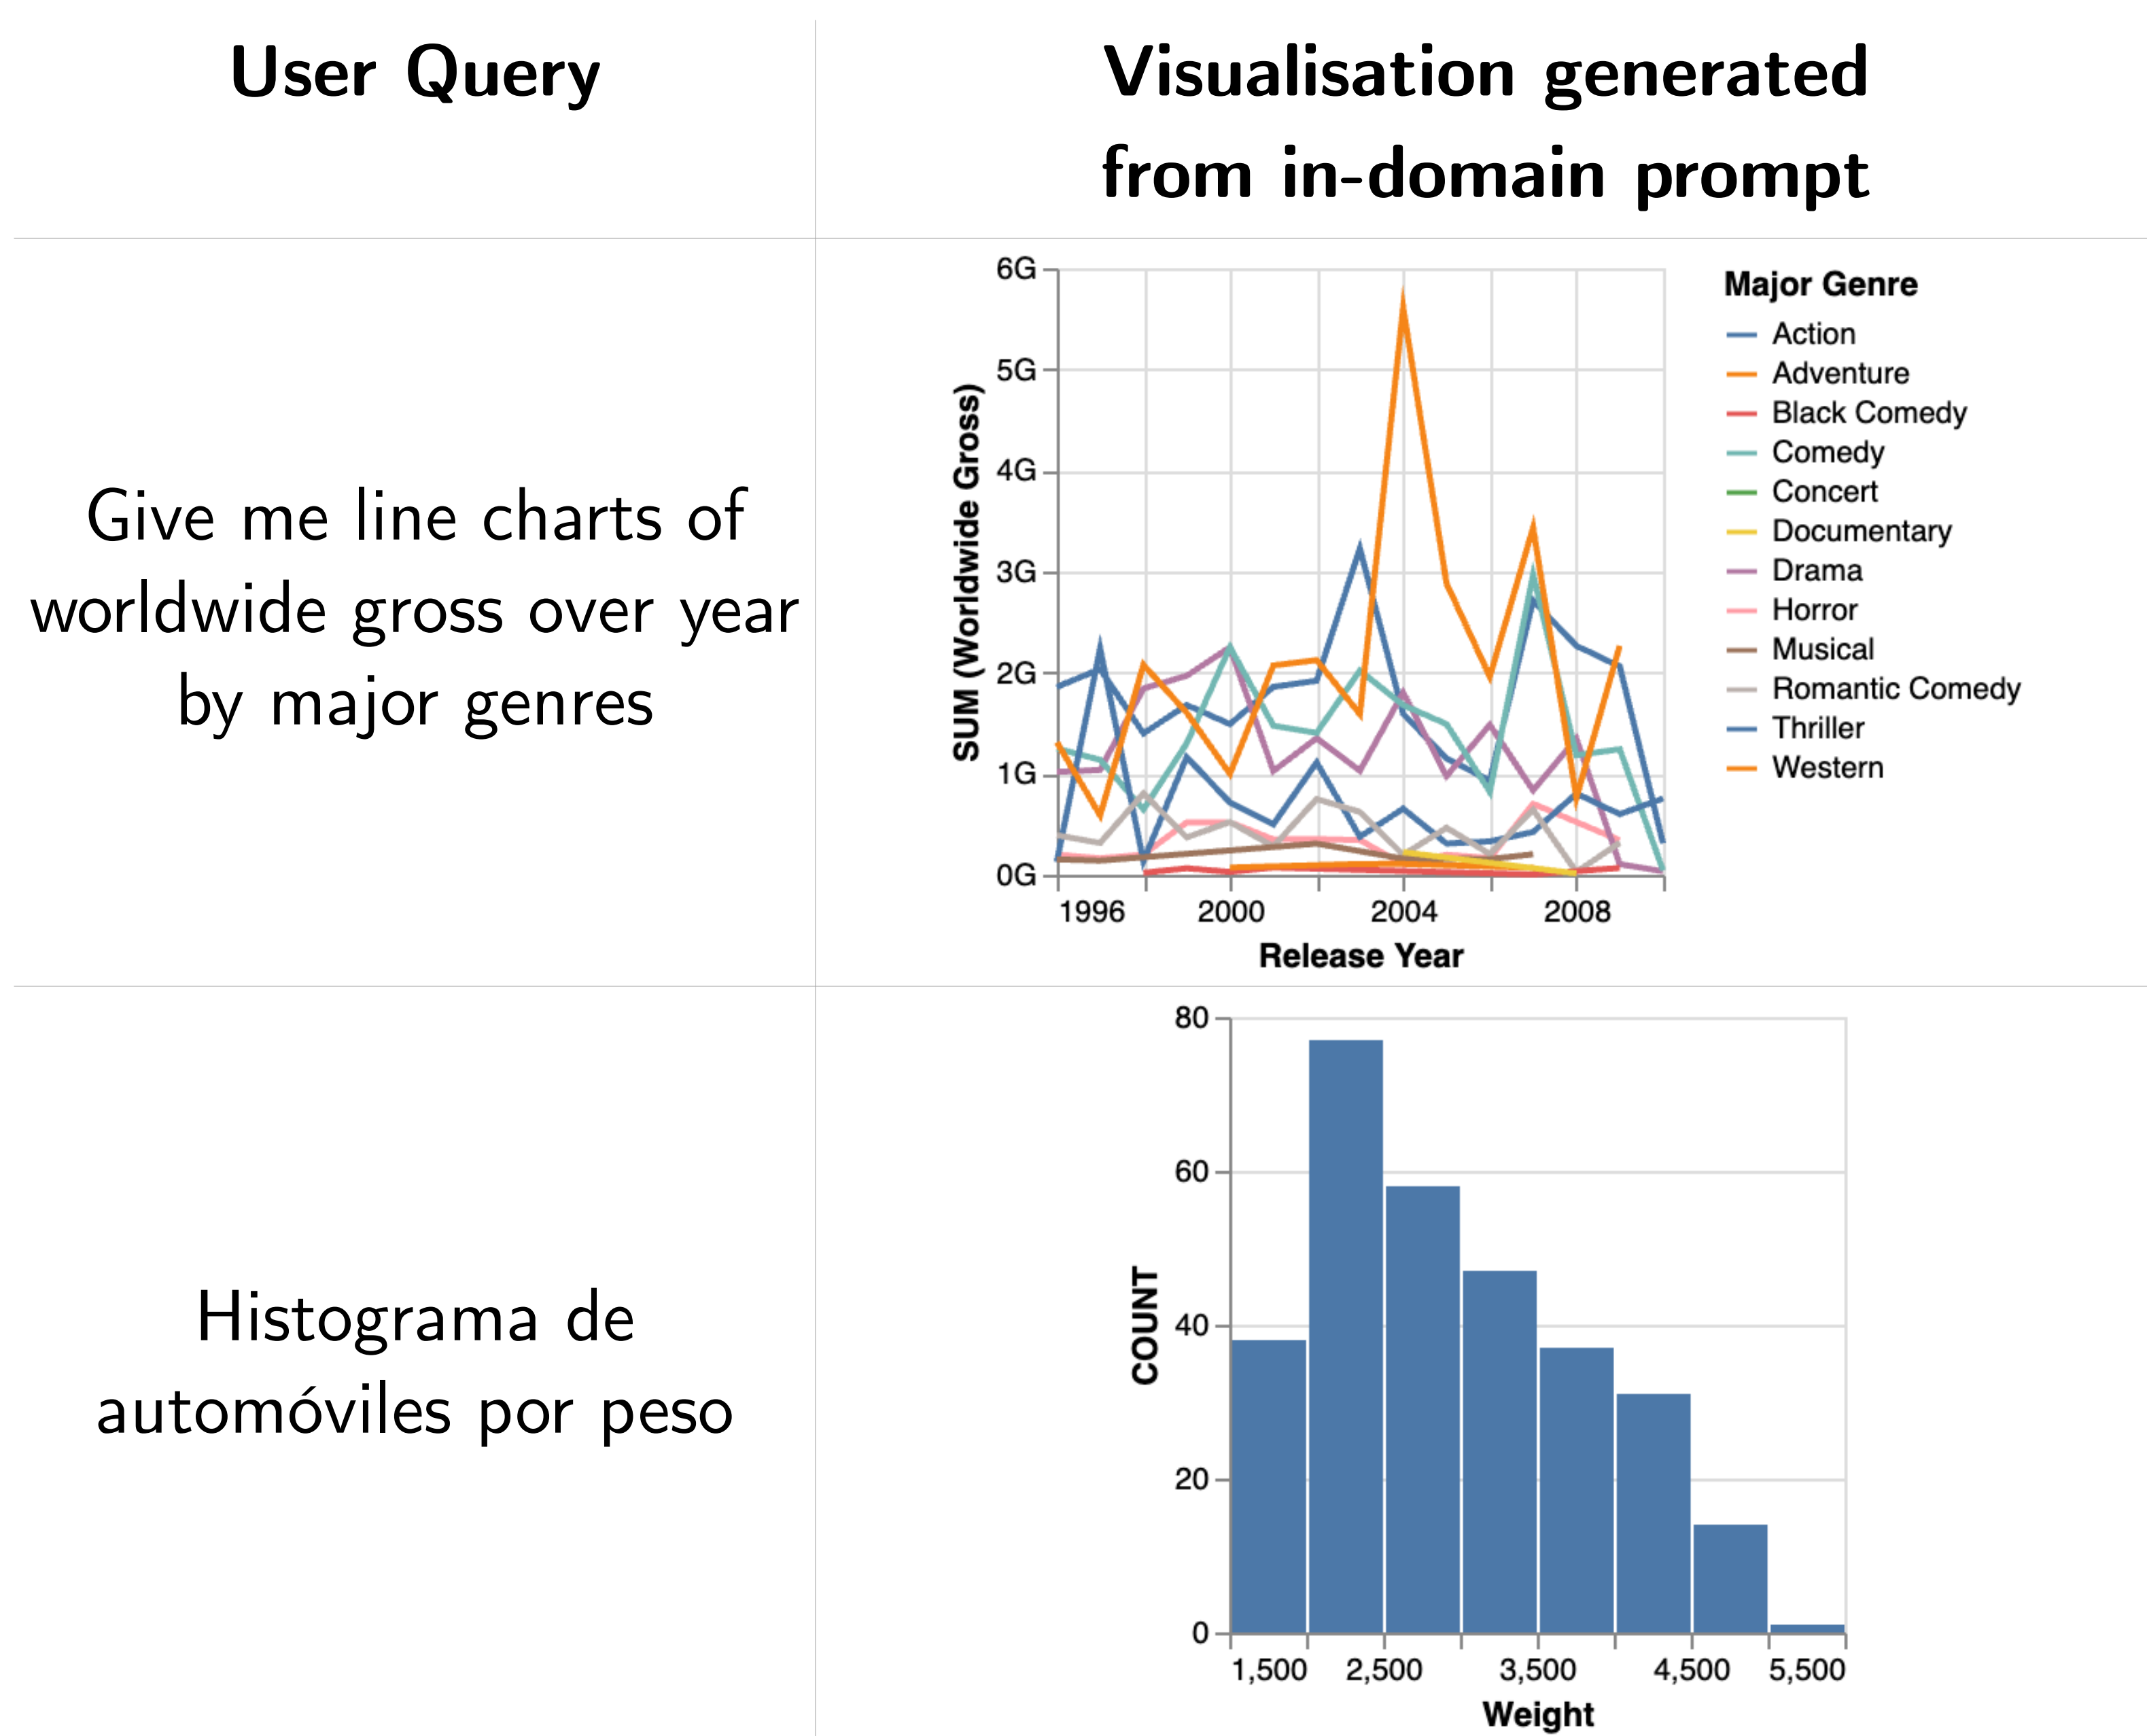 User Query
Visualisation generated
from in-domain prompt
Give me line charts of
worldwide gross over year
by major genres
6G
5G
4G
3G
2G
1G
0G
SUM (Worldwide Gross)
1996 2000 2004 2008
Release Year
Major Genre
Action
Adventure
Black Comedy
Comedy
Concert
Documentary
Drama
Horror
Musical
Romantic Comedy
Thriller
Western
Histograma de
automóviles por peso
80
60
40
20
0
COUNT
1,500 2,500 3,500 4,500 5,500
Weight